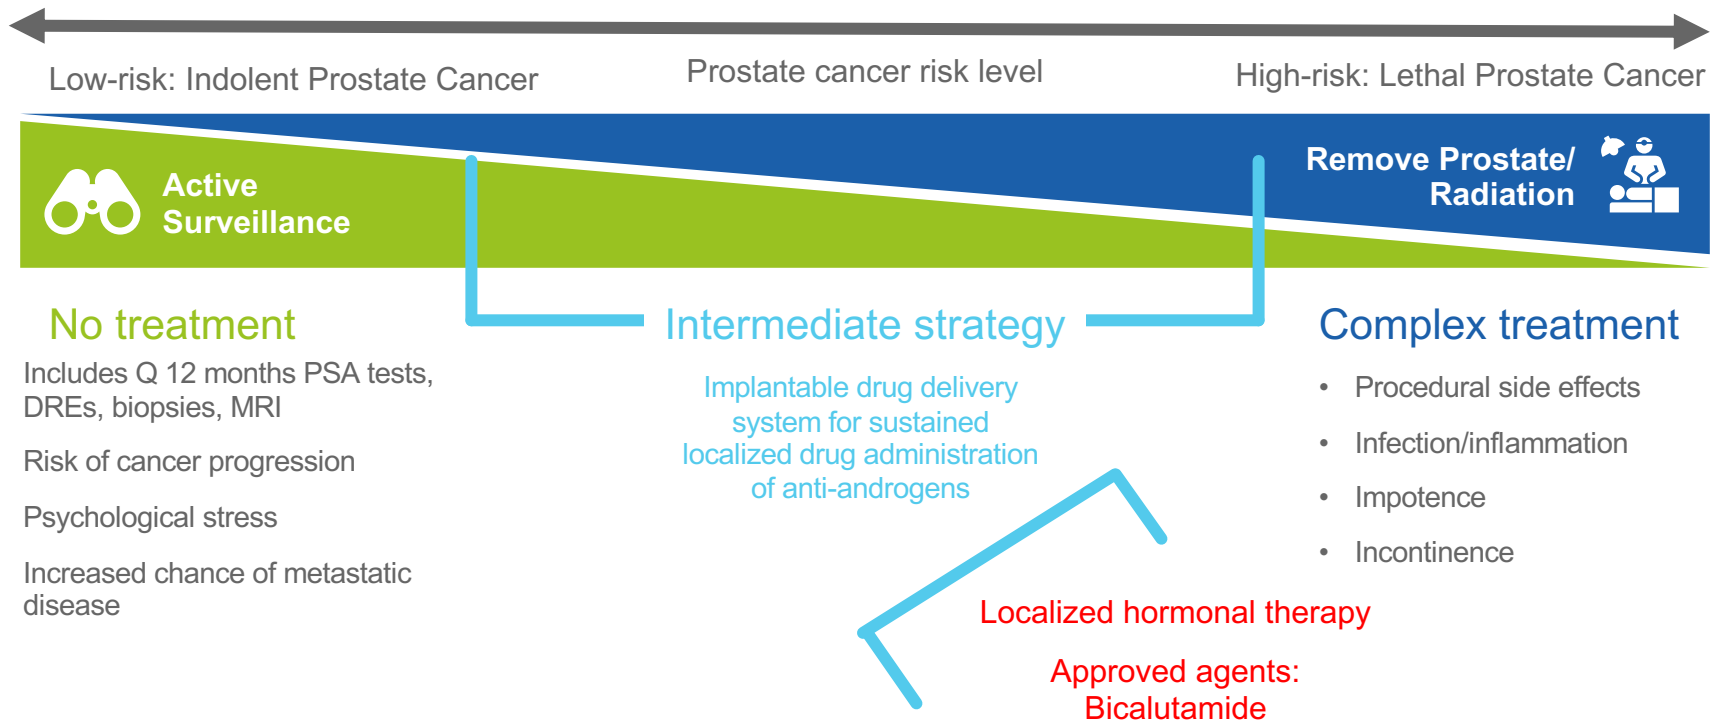 Low-risk: Indolent Prostate Cancer
Prostate cancer risk level
High-risk: Lethal Prostate Cancer
Active
Surveillance
Remove Prostate/
Radiation
No treatment
Includes Q 12 months PSA tests,
DREs, biopsies, MRI
Risk of cancer progression
Psychological stress
Increased chance of metastatic
disease
Intermediate strategy
Implantable drug delivery
system for sustained
localized drug administration
of anti-androgens
Localized hormonal therapy
Approved agents:
Bicalutamide
Complex treatment
• Procedural side effects
• Infection/inflammation
• Impotence
• Incontinence